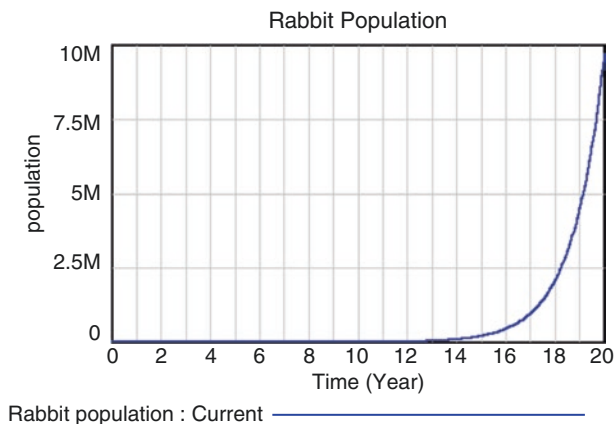 Rabbit Population
10M
7.5M
5M
2.5M
0
population
0 2 4 6 8 10 12 14 16 18 20
Time (Year)
Rabbit population : Current